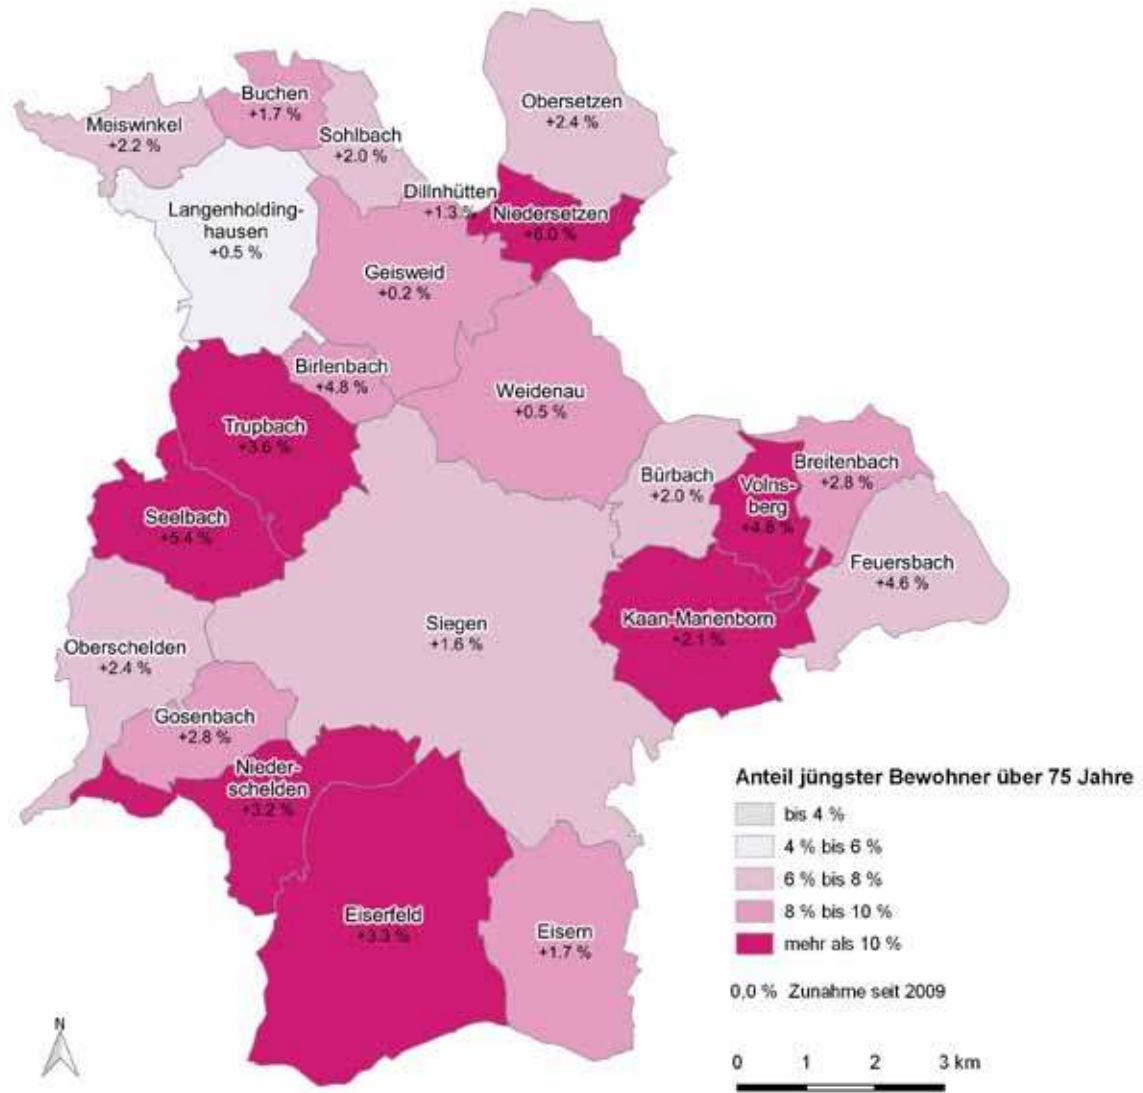 Obersetzen
+2.4 %
Buchen
+1.7 %
Meiswinkel
+2.2 %
Sohlbach
+2.0 %
Dillnhütten
+1.3 %
Niedersetzen
+6.0 %
Langenholding-
hausen
+0.5 %
Geisweid
+0.2 %
Birlenbach
+4.8 %
Weidenau
+0.5 %
Trupbach
+3.6 %
Bürbach
+2.0 %
Volns-
berg
+4.8 %
Breitenbach
+2.8 %
Seelbach
+5.4 %
Feuersbach
+4.6 %
Siegen
+1.6 %
Kaan-Marienborn
+2.1 %
Oberschelden
+2.4 %
Gosenbach
+2.8 %
Nieder-
schelden
+3.2 %
Eiserfeld
+3.3 %
Eisern
+1.7 %
Anteil jüngster Bewohner über 75 Jahre
bis 4 %
4 % bis 6 %
6 % bis 8 %
8 % bis 10 %
mehr als 10 %
0,0 % Zunahme seit 2009
N
0 1 2 3 km